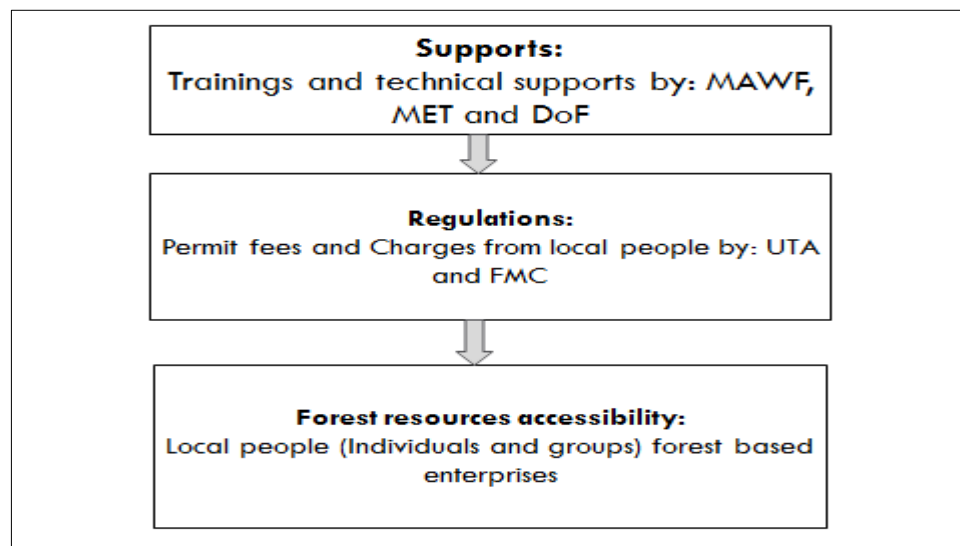 Supports:
Trainings and technical supports by: MAWF,
MET and DoF
Regulations:
Permit fees and Charges from local people by: UTA
and FMC
Forest resources accessibility:
Local people (Individuals and groups) forest based
enterprises